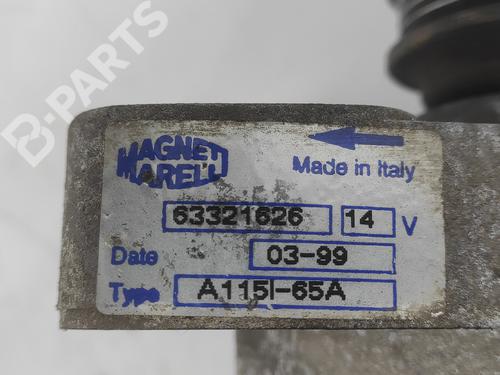 B-PARTS
MAGNETI
MARELLI
Made in Italy
63321626 14 V
Date 03-99
Type A115I-65A